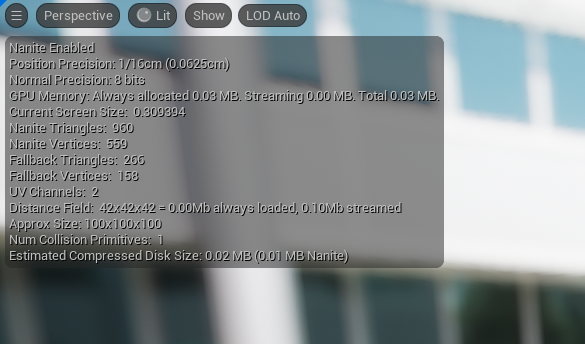 Perspective Lit Show LOD Auto
Nanite Enabled
Position Precision: 1/16cm (0.0625cm)
Normal Precision: 8 bits
GPU Memory: Always allocated 0.03 MB. Streaming 0.00 MB. Total 0.03 MB.
Current Screen Size: 0.309394
Nanite Triangles: 960
Nanite Vertices: 559
Fallback Triangles: 266
Fallback Vertices: 158
UV Channels: 2
Distance Field: 42x42x42 = 0.00Mb always loaded, 0.10Mb streamed
Approx Size: 100x100x100
Num Collision Primitives: 1
Estimated Compressed Disk Size: 0.02 MB (0.01 MB Nanite)